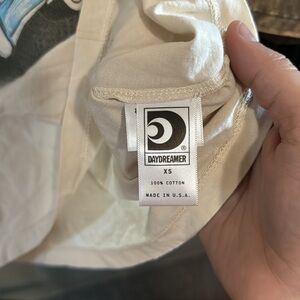 ®
DAYDREAMER
XS
100% COTTON
MADE IN U.S.A.